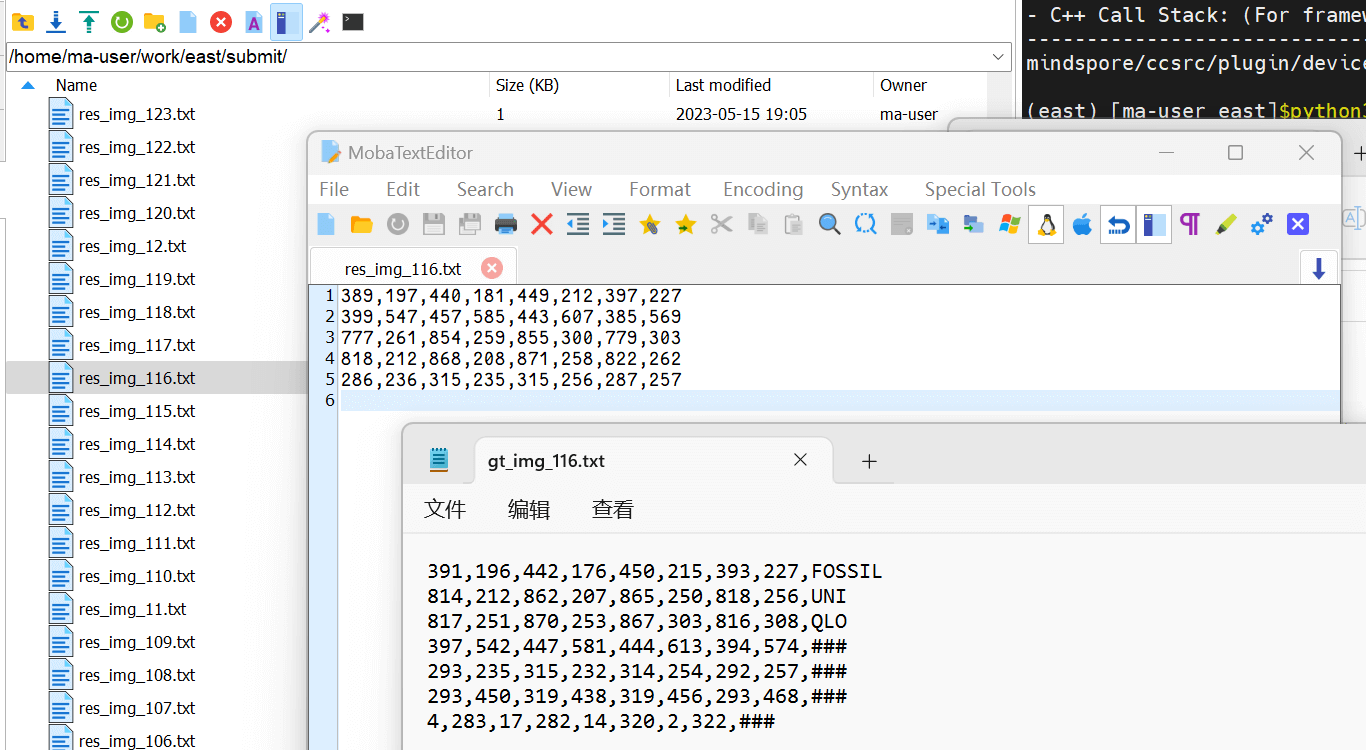 /home/ma-user/work/east/submit/
Name Size (KB) Last modified Owner
res_img_123.txt 1 2023-05-15 19:05 ma-user
res_img_122.txt
res_img_121.txt
res_img_120.txt
res_img_12.txt
res_img_119.txt
res_img_118.txt
res_img_117.txt
res_img_116.txt
res_img_115.txt
res_img_114.txt
res_img_113.txt
res_img_112.txt
res_img_111.txt
res_img_110.txt
res_img_11.txt
res_img_109.txt
res_img_108.txt
res_img_107.txt
res_img_106.txt
- C++ Call Stack: (For framew
------------------------------
mindspore/ccsrc/plugin/device
(east) [ma-user east]$python3
MobaTextEditor
File Edit Search View Format Encoding Syntax Special Tools
res_img_116.txt
1 389,197,440,181,449,212,397,227
2 399,547,457,585,443,607,385,569
3 777,261,854,259,855,300,779,303
4 818,212,868,208,871,258,822,262
5 286,236,315,235,315,256,287,257
6
gt_img_116.txt
文件 编辑 查看
391,196,442,176,450,215,393,227,FOSSIL
814,212,862,207,865,250,818,256,UNI
817,251,870,253,867,303,816,308,QLO
397,542,447,581,444,613,394,574,###
293,235,315,232,314,254,292,257,###
293,450,319,438,319,456,293,468,###
4,283,17,282,14,320,2,322,###